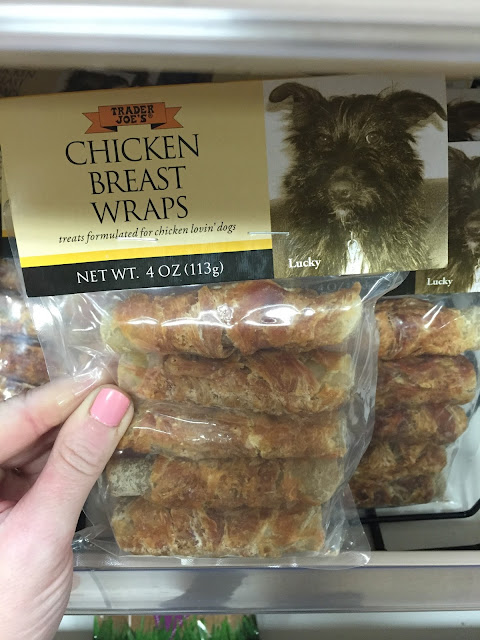 TRADER
JOE'S®
CHICKEN
BREAST
WRAPS
treats formulated for chicken lovin' dogs
NET WT. 4 OZ (113g)
Lucky
Lucky